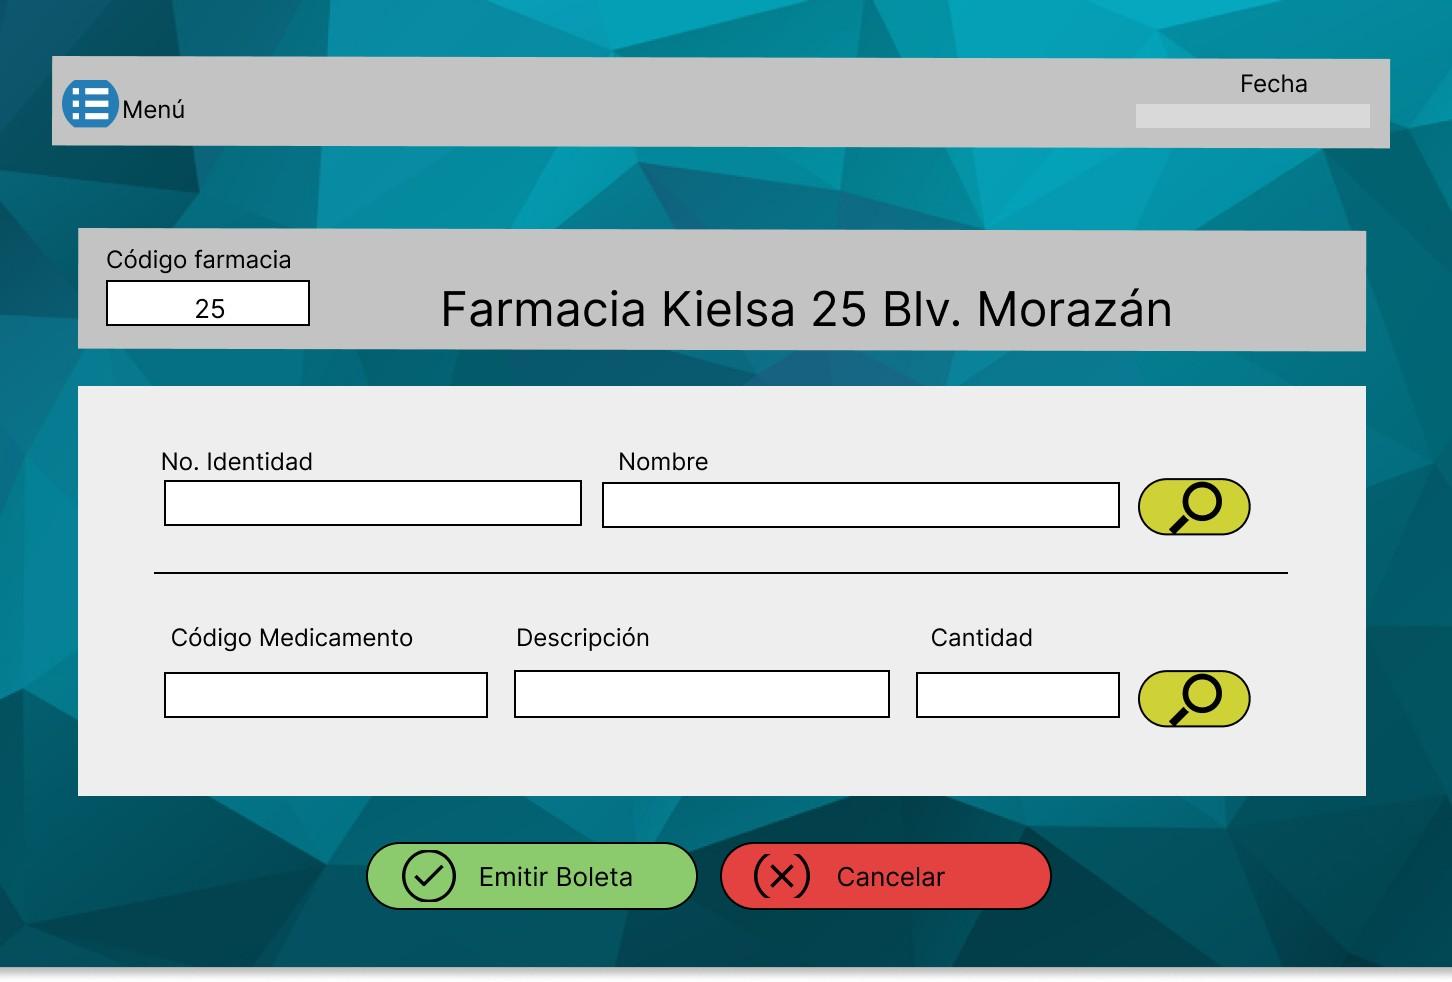 Menú
Fecha
Código farmacia
25
Farmacia Kielsa 25 Blv. Morazán
No. Identidad
Nombre
Código Medicamento
Descripción
Cantidad
Emitir Boleta
Cancelar